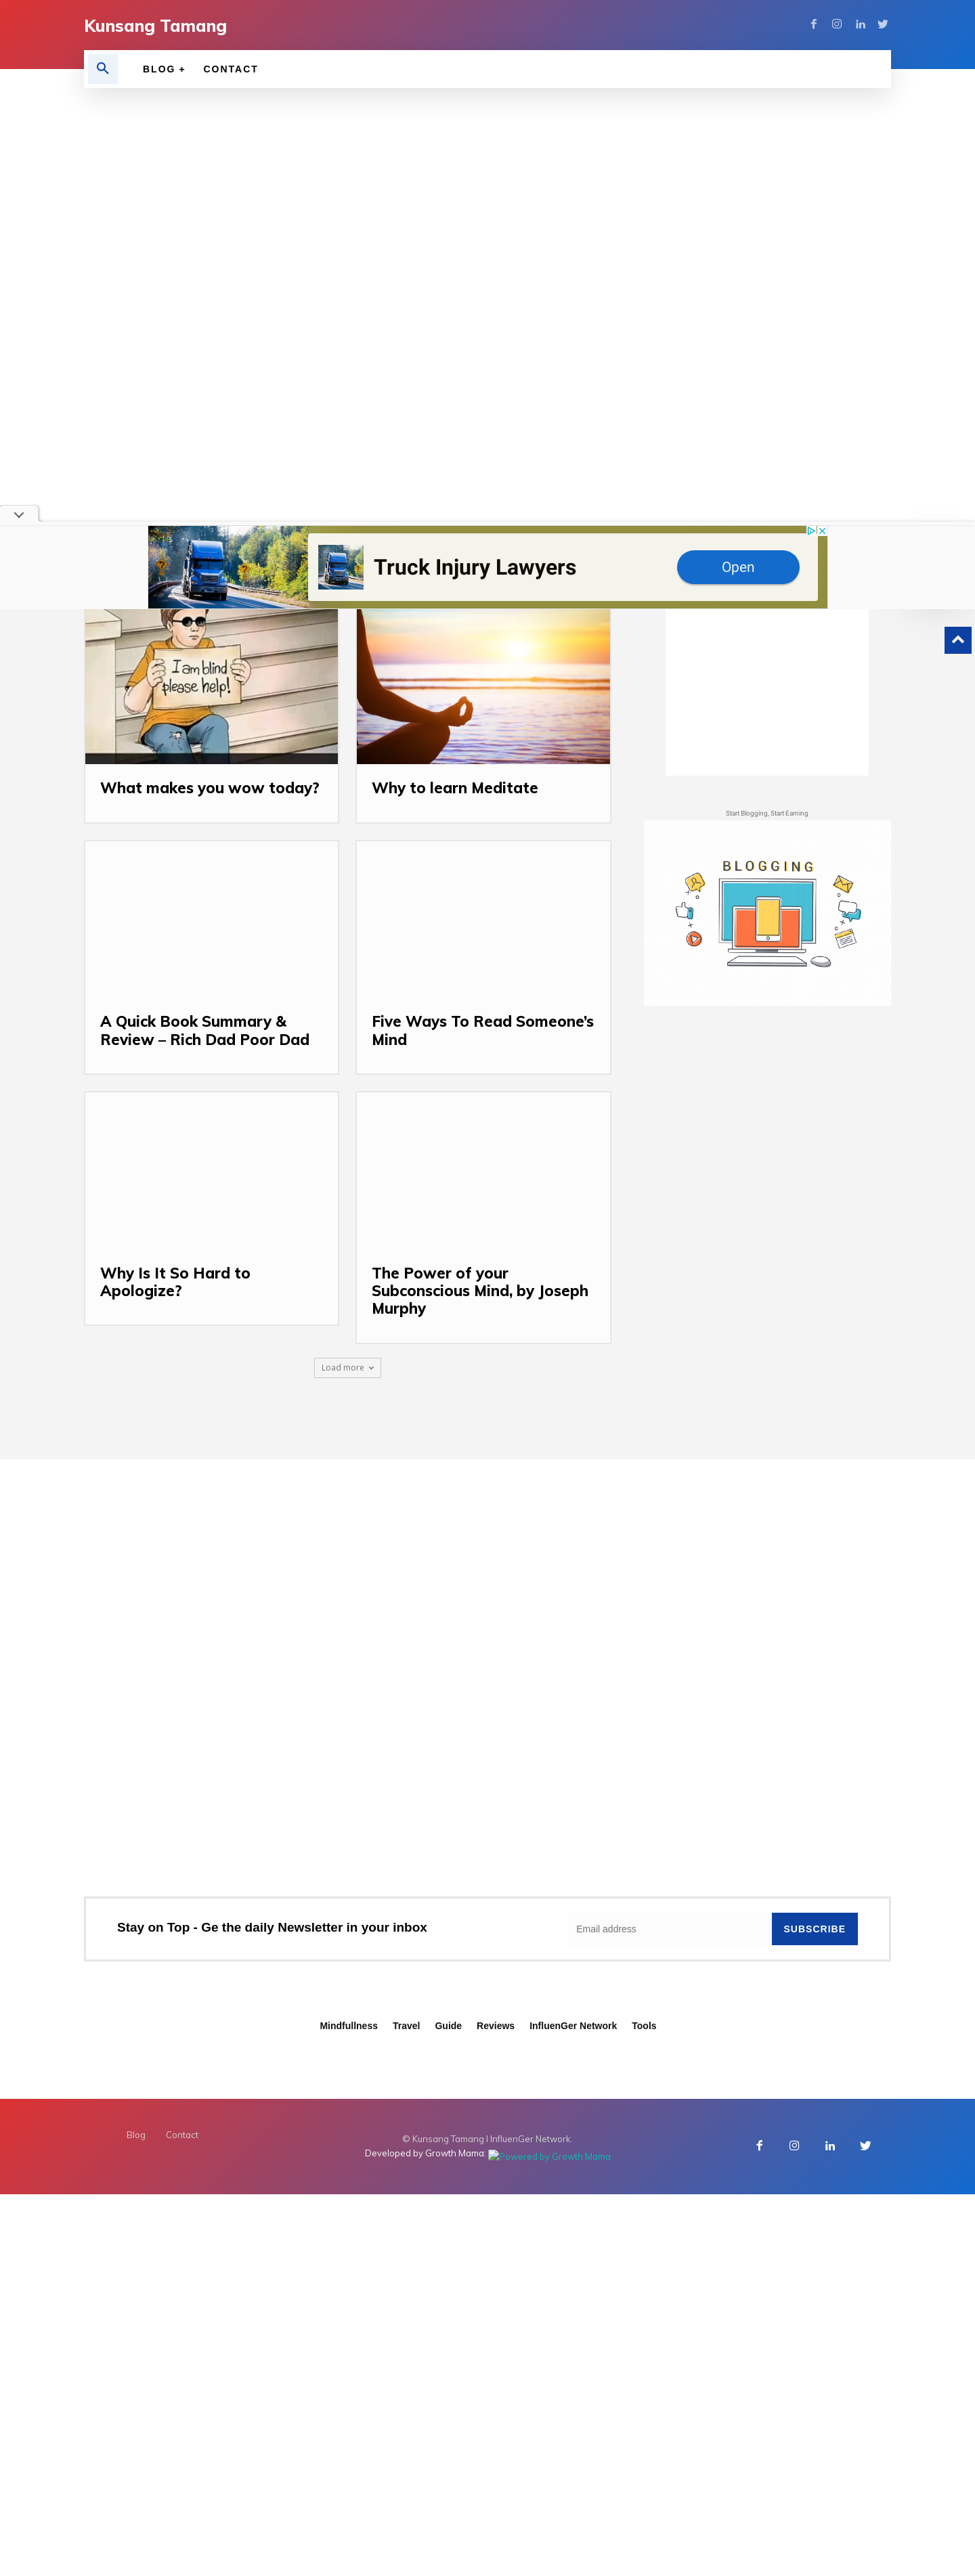 Kunsang Tamang
BLOG +
CONTACT
Truck Injury Lawyers
Open
I am blind
please help!
What makes you wow today?
Why to learn Meditate
Start Blogging, Start Earning
BLOGGING
A Quick Book Summary &
Review – Rich Dad Poor Dad
Five Ways To Read Someone's
Mind
Why Is It So Hard to
Apologize?
The Power of your
Subconscious Mind, by Joseph
Murphy
Load more
Stay on Top - Ge the daily Newsletter in your inbox
Email address
SUBSCRIBE
Mindfullness Travel Guide Reviews InfluenGer Network Tools
Blog Contact
© Kunsang Tamang I InfluenGer Network.
Developed by Growth Mama: Powered by Growth Mama